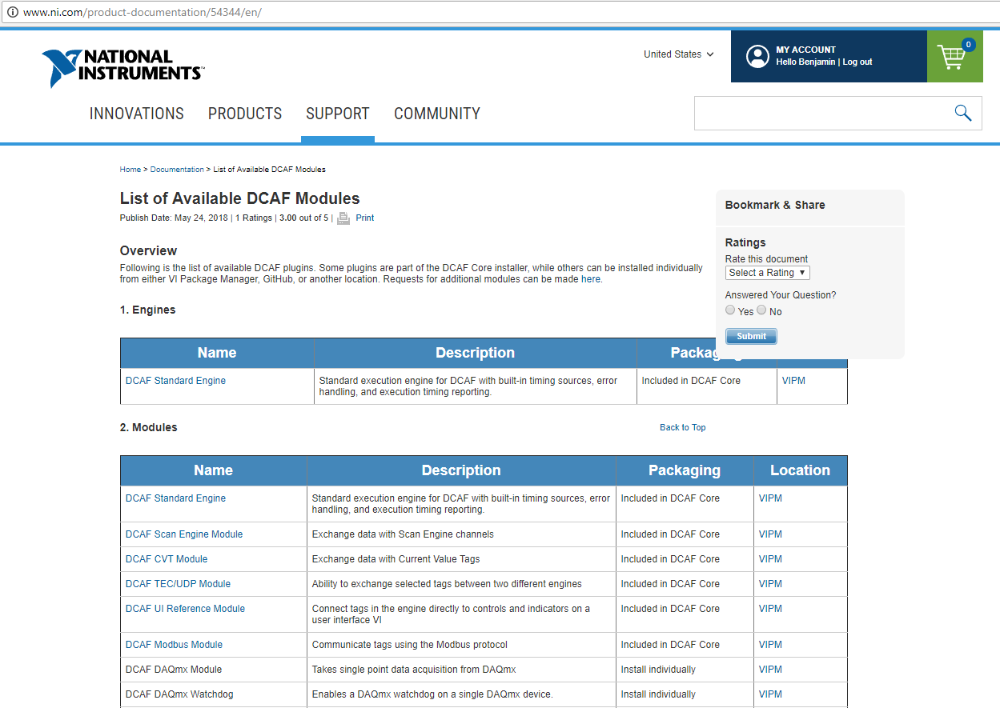 www.ni.com/product-documentation/54344/en/
NATIONAL
INSTRUMENTS™
United States
MY ACCOUNT
Hello Benjamin | Log out
0
INNOVATIONS PRODUCTS SUPPORT COMMUNITY
Home > Documentation > List of Available DCAF Modules
List of Available DCAF Modules
Publish Date: May 24, 2018 | 1 Ratings | 3.00 out of 5 | Print
Overview
Following is the list of available DCAF plugins. Some plugins are part of the DCAF Core installer, while others can be installed individually
from either VI Package Manager, GitHub, or another location. Requests for additional modules can be made here.
Bookmark & Share
Ratings
Rate this document
Select a Rating ▼
Answered Your Question?
Yes No
Submit
1. Engines
Name Description
DCAF Standard Engine Standard execution engine for DCAF with built-in timing sources, error Included in DCAF Core VIPM
handling, and execution timing reporting.
2. Modules Back to Top
Name Description Packaging Location
DCAF Standard Engine Standard execution engine for DCAF with built-in timing sources, error Included in DCAF Core VIPM
handling, and execution timing reporting.
DCAF Scan Engine Module Exchange data with Scan Engine channels Included in DCAF Core VIPM
DCAF CVT Module Exchange data with Current Value Tags Included in DCAF Core VIPM
DCAF TEC/UDP Module Ability to exchange selected tags between two different engines Included in DCAF Core VIPM
DCAF UI Reference Module Connect tags in the engine directly to controls and indicators on a Included in DCAF Core VIPM
user interface VI
DCAF Modbus Module Communicate tags using the Modbus protocol Included in DCAF Core VIPM
DCAF DAQmx Module Takes single point data acquisition from DAQmx Install individually VIPM
DCAF DAQmx Watchdog Enables a DAQmx watchdog on a single DAQmx device. Install individually VIPM